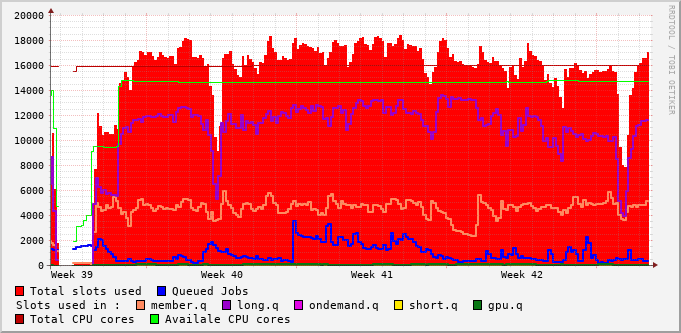 20000
18000
16000
14000
12000
10000
8000
6000
4000
2000
0
Week 39 Week 40 Week 41 Week 42
Total slots used Queued Jobs
Slots used in : member.q long.q ondemand.q short.q gpu.q
Total CPU cores Availale CPU cores
RRDTOOL / TOBI OETIKER